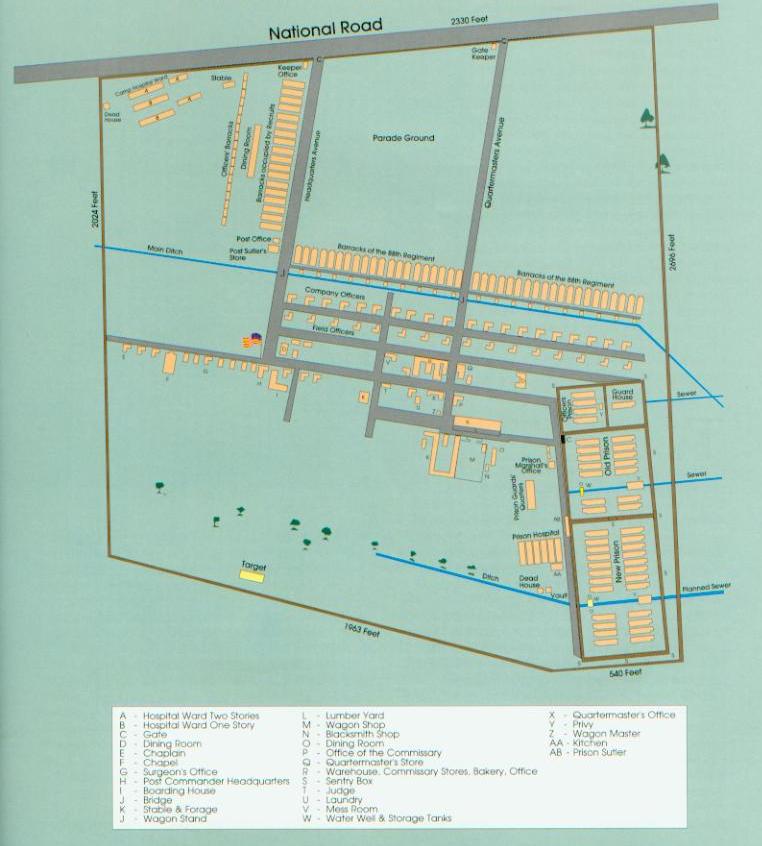 National Road
2330 Feet
Gate
Keeper
Keeper
Office
Camp Hospital Ward
Stable
Dead
House
Officers' Barracks
Dining Room
Barracks occupied by Recruits
Headquarters Avenue
Parade Ground
Quartermasters Avenue
2024 Feet
2696 Feet
Post Office
Post Sutler's
Store
Main Ditch
Barracks of the 88th Regiment
Barracks of the 88th Regiment
Company Officers
Field Officers
Officers Prison
Guard
House
Sewer
Old Prison
Prison
Marshall's
Office
Sewer
Prison Guards'
Quarters
Prison Hospital
New Prison
Dead
House
Vault
Ditch
Planned Sewer
Target
1963 Feet
540 Feet
A - Hospital Ward Two Stories
B - Hospital Ward One Story
C - Gate
D - Dining Room
E - Chaplain
F - Chapel
G - Surgeon's Office
H - Post Commander Headquarters
I - Boarding House
J - Bridge
K - Stable & Forage
J - Wagon Stand
L - Lumber Yard
M - Wagon Shop
N - Blacksmith Shop
O - Dining Room
P - Office of the Commissary
Q - Quartermaster's Store
R - Warehouse, Commissary Stores, Bakery, Office
S - Sentry Box
T - Judge
U - Laundry
V - Mess Room
W - Water Well & Storage Tanks
X - Quartermaster's Office
Y - Privy
Z - Wagon Master
AA - Kitchen
AB - Prison Sutler